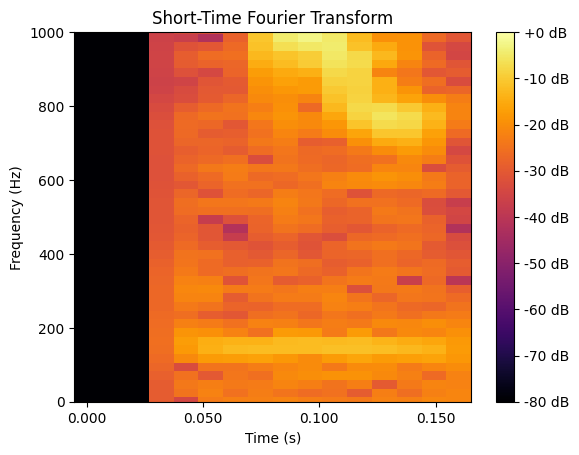 Short-Time Fourier Transform
1000
800
600
400
200
0
Frequency (Hz)
0.000
0.050
0.100
0.150
Time (s)
+0 dB
-10 dB
-20 dB
-30 dB
-40 dB
-50 dB
-60 dB
-70 dB
-80 dB